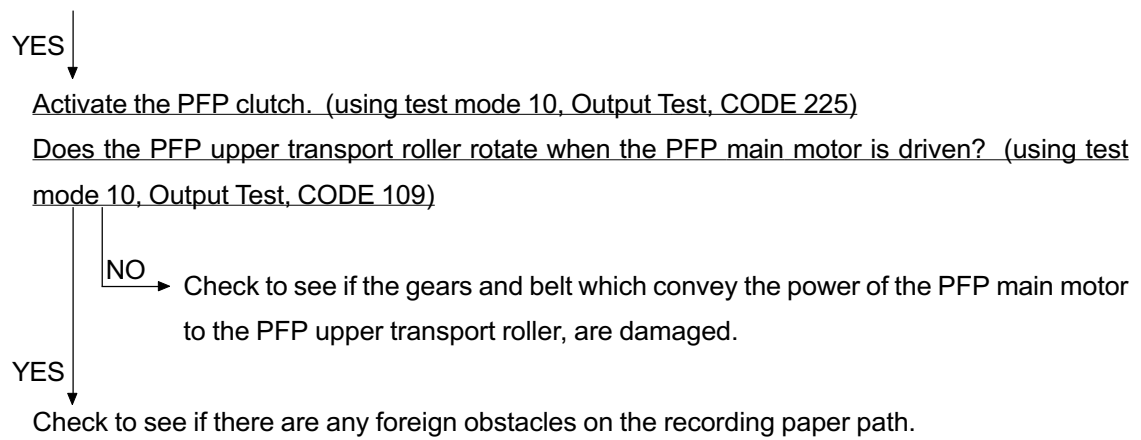 YES
Activate the PFP clutch. (using test mode 10, Output Test, CODE 225)
Does the PFP upper transport roller rotate when the PFP main motor is driven? (using test
mode 10, Output Test, CODE 109)
NO
Check to see if the gears and belt which convey the power of the PFP main motor
to the PFP upper transport roller, are damaged.
YES
Check to see if there are any foreign obstacles on the recording paper path.